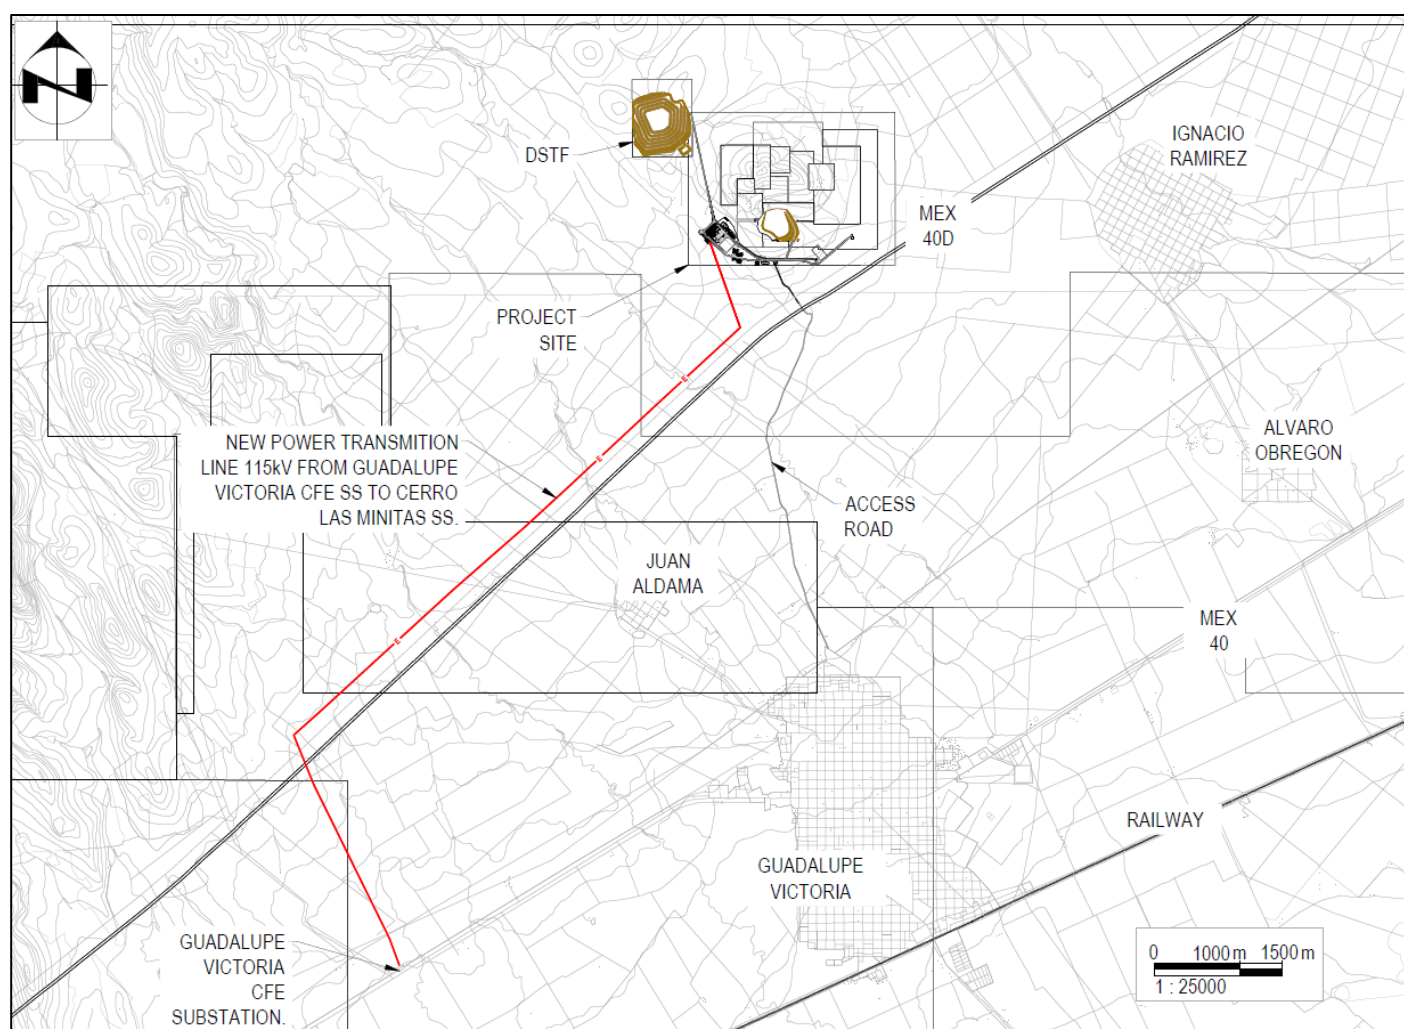 IGNACIO
RAMIREZ
DSTF
MEX
40D
PROJECT
SITE
NEW POWER TRANSMITION
LINE 115kV FROM GUADALUPE
VICTORIA CFE SS TO CERRO
LAS MINITAS SS.
E
E
E
ALVARO
OBREGON
ACCESS
ROAD
JUAN
ALDAMA
MEX
40
RAILWAY
GUADALUPE
VICTORIA
GUADALUPE
VICTORIA
CFE
SUBSTATION.
0 1000 m 1500 m
1 : 25000
N